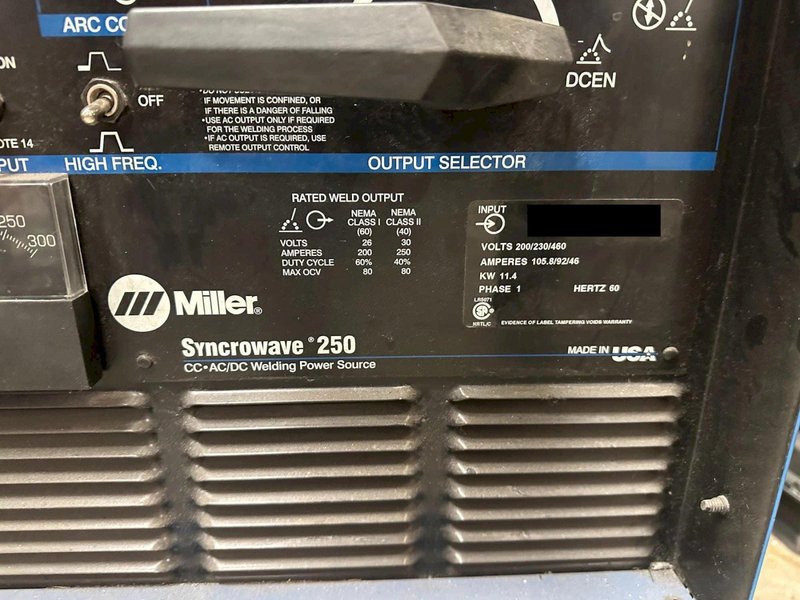 ARC CO
ON
OFF
IF MOVEMENT IS CONFINED, OR
IF THERE IS A DANGER OF FALLING
•USE AC OUTPUT ONLY IF REQUIRED
FOR THE WELDING PROCESS
•IF AC OUTPUT IS REQUIRED, USE
REMOTE OUTPUT CONTROL
DCEN
OTE 14
PUT
HIGH FREQ.
OUTPUT SELECTOR
250
300
RATED WELD OUTPUT
NEMA CLASS I (60)
NEMA CLASS II (40)
VOLTS 26 30
AMPERES 200 250
DUTY CYCLE 60% 40%
MAX OCV 80 80
INPUT
VOLTS 200/230/460
AMPERES 105.8/92/46
KW 11.4
PHASE 1 HERTZ 60
LR5071
NRTL/C
EVIDENCE OF LABEL TAMPERING VOIDS WARRANTY
Miller®
Syncrowave® 250
CC•AC/DC Welding Power Source
MADE IN USA